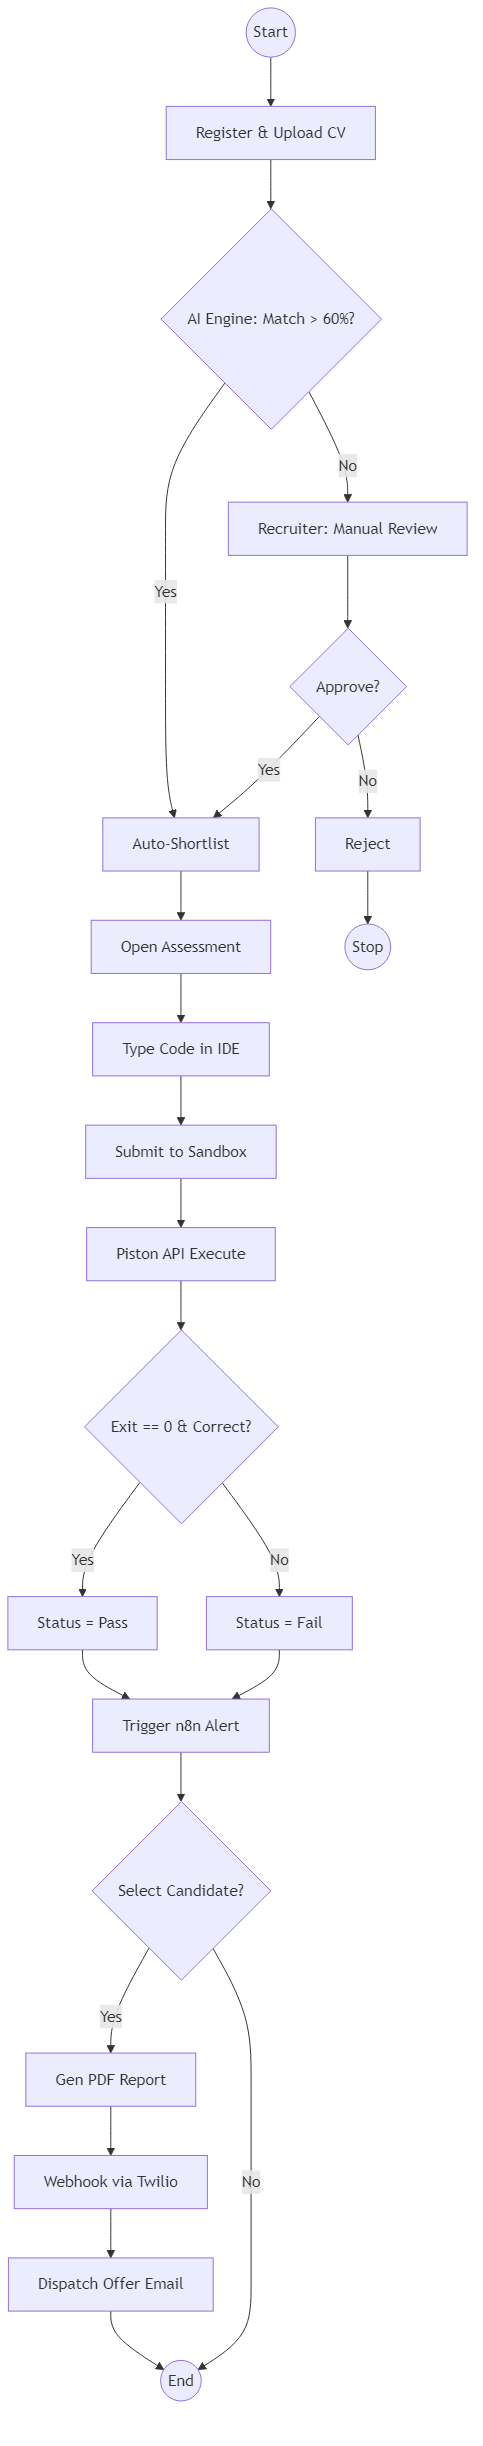 Start
Register & Upload CV
AI Engine: Match > 60%?
No
Recruiter: Manual Review
Yes
Approve?
Yes
No
Auto-Shortlist
Reject
Open Assessment
Stop
Type Code in IDE
Submit to Sandbox
Piston API Execute
Exit == 0 & Correct?
Yes
No
Status = Pass
Status = Fail
Trigger n8n Alert
Select Candidate?
Yes
Gen PDF Report
Webhook via Twilio
No
Dispatch Offer Email
End